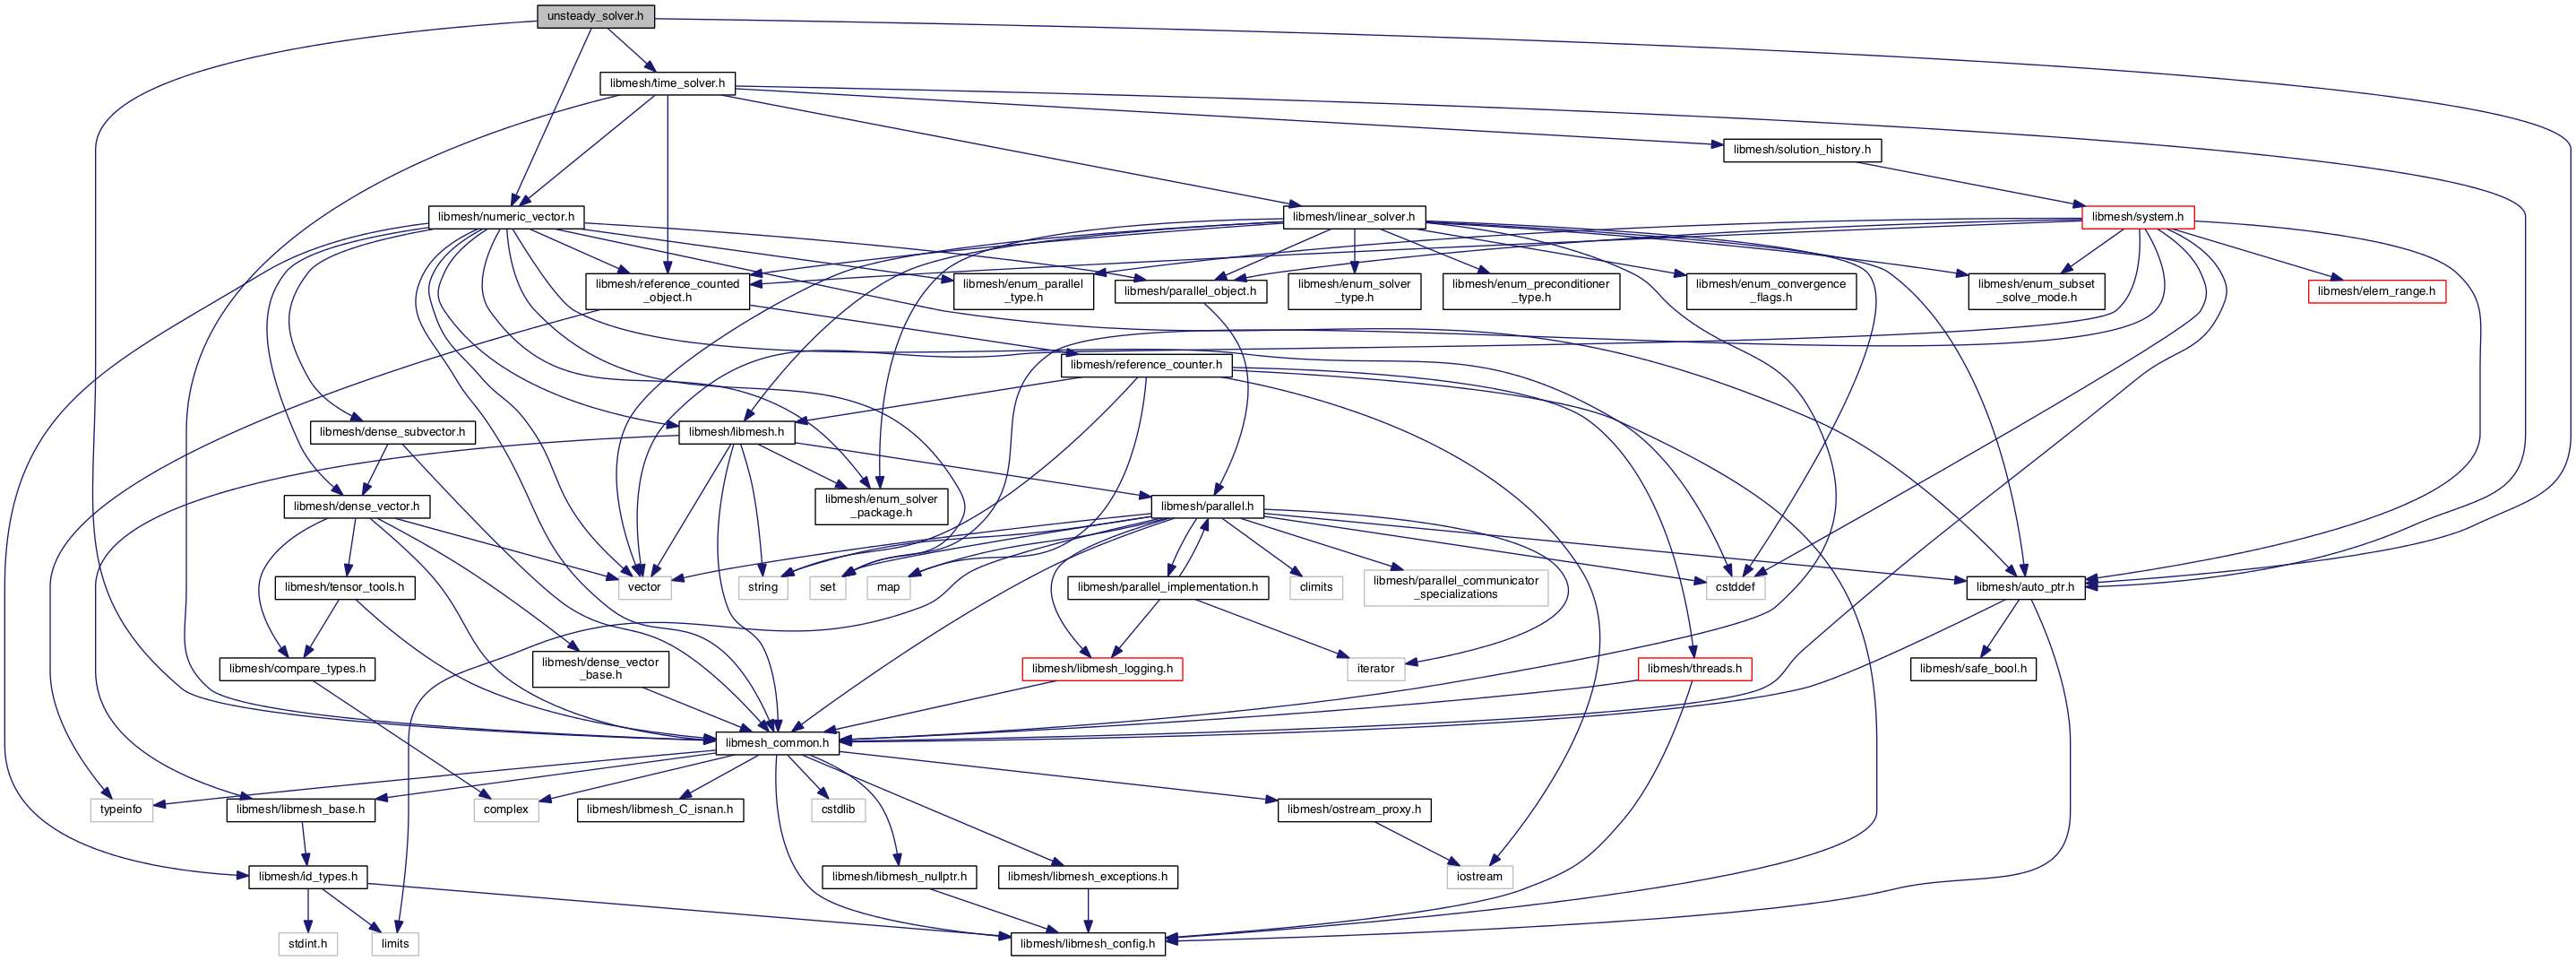 unsteady_solver.h
libmesh/time_solver.h
libmesh/solution_history.h
libmesh/numeric_vector.h
libmesh/linear_solver.h
libmesh/system.h
libmesh/reference_counted
_object.h
libmesh/enum_parallel
_type.h
libmesh/parallel_object.h
libmesh/enum_solver
_type.h
libmesh/enum_preconditioner
_type.h
libmesh/enum_convergence
_flags.h
libmesh/enum_subset
_solve_mode.h
libmesh/elem_range.h
libmesh/reference_counter.h
libmesh/dense_subvector.h
libmesh/libmesh.h
libmesh/dense_vector.h
libmesh/enum_solver
_package.h
libmesh/parallel.h
libmesh/tensor_tools.h
vector
string
set
map
libmesh/parallel_implementation.h
climits
libmesh/parallel_communicator
_specializations
cstddef
libmesh/auto_ptr.h
libmesh/compare_types.h
libmesh/dense_vector
_base.h
libmesh/libmesh_logging.h
iterator
libmesh/threads.h
libmesh/safe_bool.h
libmesh_common.h
typeinfo
libmesh/libmesh_base.h
complex
libmesh/libmesh_C_isnan.h
cstdlib
libmesh/ostream_proxy.h
libmesh/id_types.h
libmesh/libmesh_nullptr.h
libmesh/libmesh_exceptions.h
iostream
stdint.h
limits
libmesh/libmesh_config.h